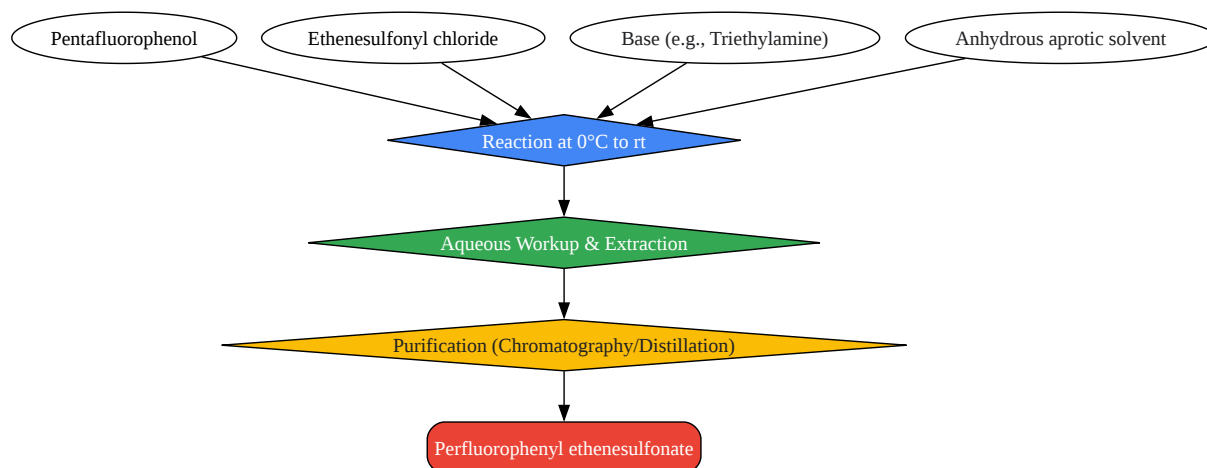 Pentafluorophenol
Ethenesulfonyl chloride
Base (e.g., Triethylamine)
Anhydrous aprotic solvent
Reaction at 0°C to rt
Aqueous Workup & Extraction
Purification (Chromatography/Distillation)
Perfluorophenyl ethenesulfonate